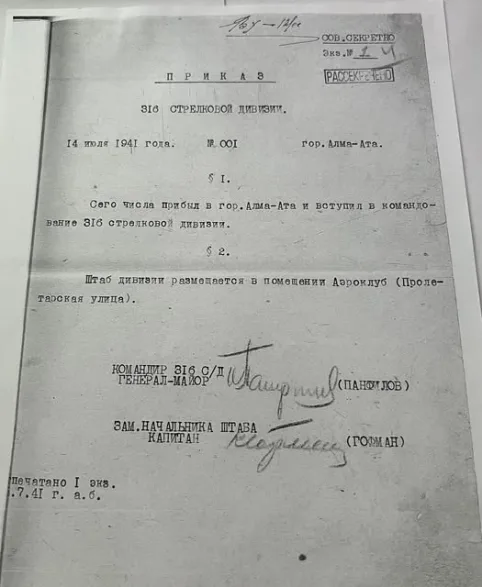 СОВ.СЕКРЕТНО
Экз.№ 1
РАССЕКРЕЧЕНО
ПРИКАЗ
316 СТРЕЛКОВОЙ ДИВИЗИИ.
14 июля 1941 года. № 001 гор.Алма-Ата.
§ 1.
Сего числа прибыл в гор.Алма-Ата и вступил в командо-
вание 316 стрелковой дивизии.
§ 2.
Штаб дивизии размещается в помещении Аэроклуб (Проле-
тарская улица).
КОМАНДИР 316 С/Д
ГЕНЕРАЛ-МАЙОР (ПАНФИЛОВ)
ЗАМ.НАЧАЛЬНИКА ШТАБА
КАПИТАН (ГОФМАН)
печатано I экз.
.7.41 г. а.б.